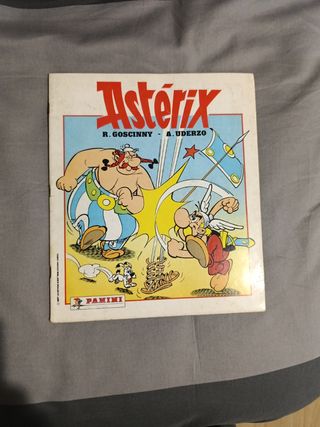 Astérix
R. GOSCINNY - A. UDERZO
PANINI